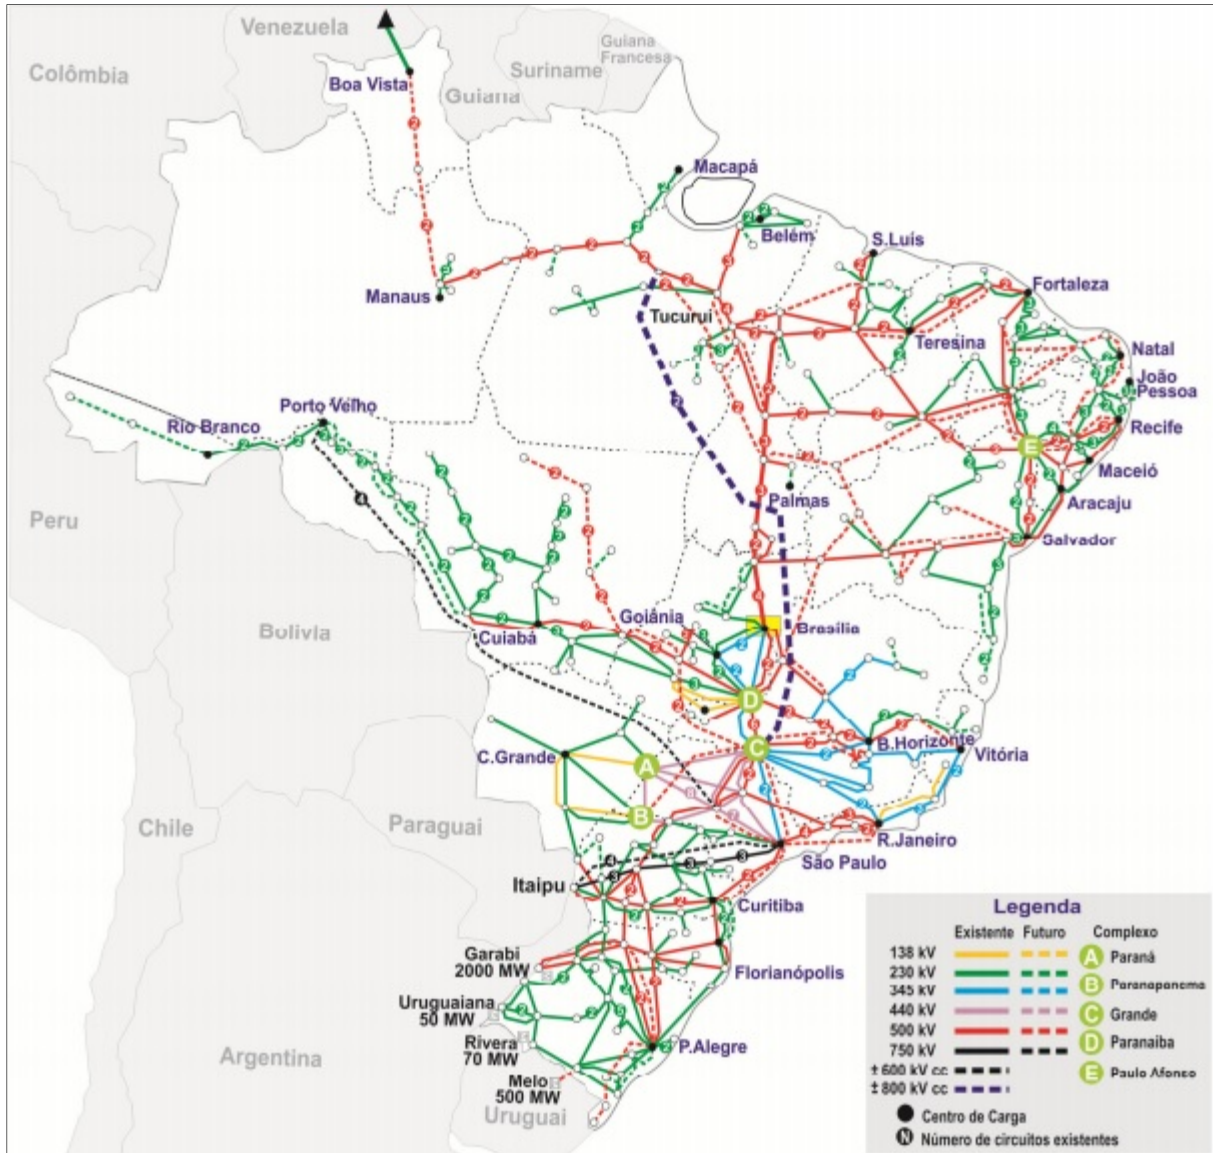 Venezuela
Guiana
Francesa
Colômbia
Suriname
Boa Vista
Guiana
Macapá
Belém
S.Luís
Manaus
Fortaleza
Tucuruí
Teresina
Natal
João
Pessoa
Porto Velho
Rio Branco
Recife
E
Maceió
Palmas
Aracaju
Peru
Salvador
Goiânia
Brasília
Bolívia
Cuiabá
D
B.Horizonte
C
Vitória
C.Grande
A
B
Chile
Paraguai
R.Janeiro
São Paulo
Itaipu
Curitiba
Garabi
2000 MW
Florianópolis
Uruguaiana
50 MW
Rivera
70 MW
P.Alegre
Argentina
Melo
500 MW
Uruguai
Legenda
Existente Futuro Complexo
138 kV A Paraná
230 kV
345 kV B Paranapanema
440 kV C Grande
500 kV
750 kV D Paranaiba
±600 kV cc E Paulo Afonso
±800 kV cc
Centro de Carga
N Número de circuitos existentes